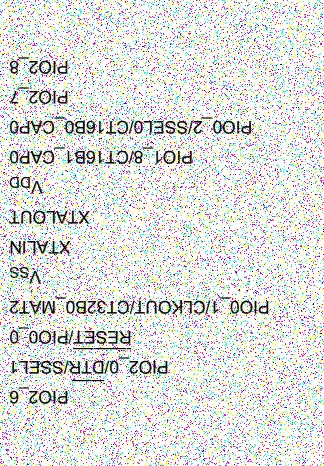 PIO2_6
PIO2_0/DTR/SSEL1
RESET/PIO0_0
PIO0_1/CLKOUT/CT32B0_MAT2
VSS
XTALIN
XTALOUT
VDD
PIO1_8/CT16B1_CAP0
PIO0_2/SSEL0/CT16B0_CAP0
PIO2_7
PIO2_8